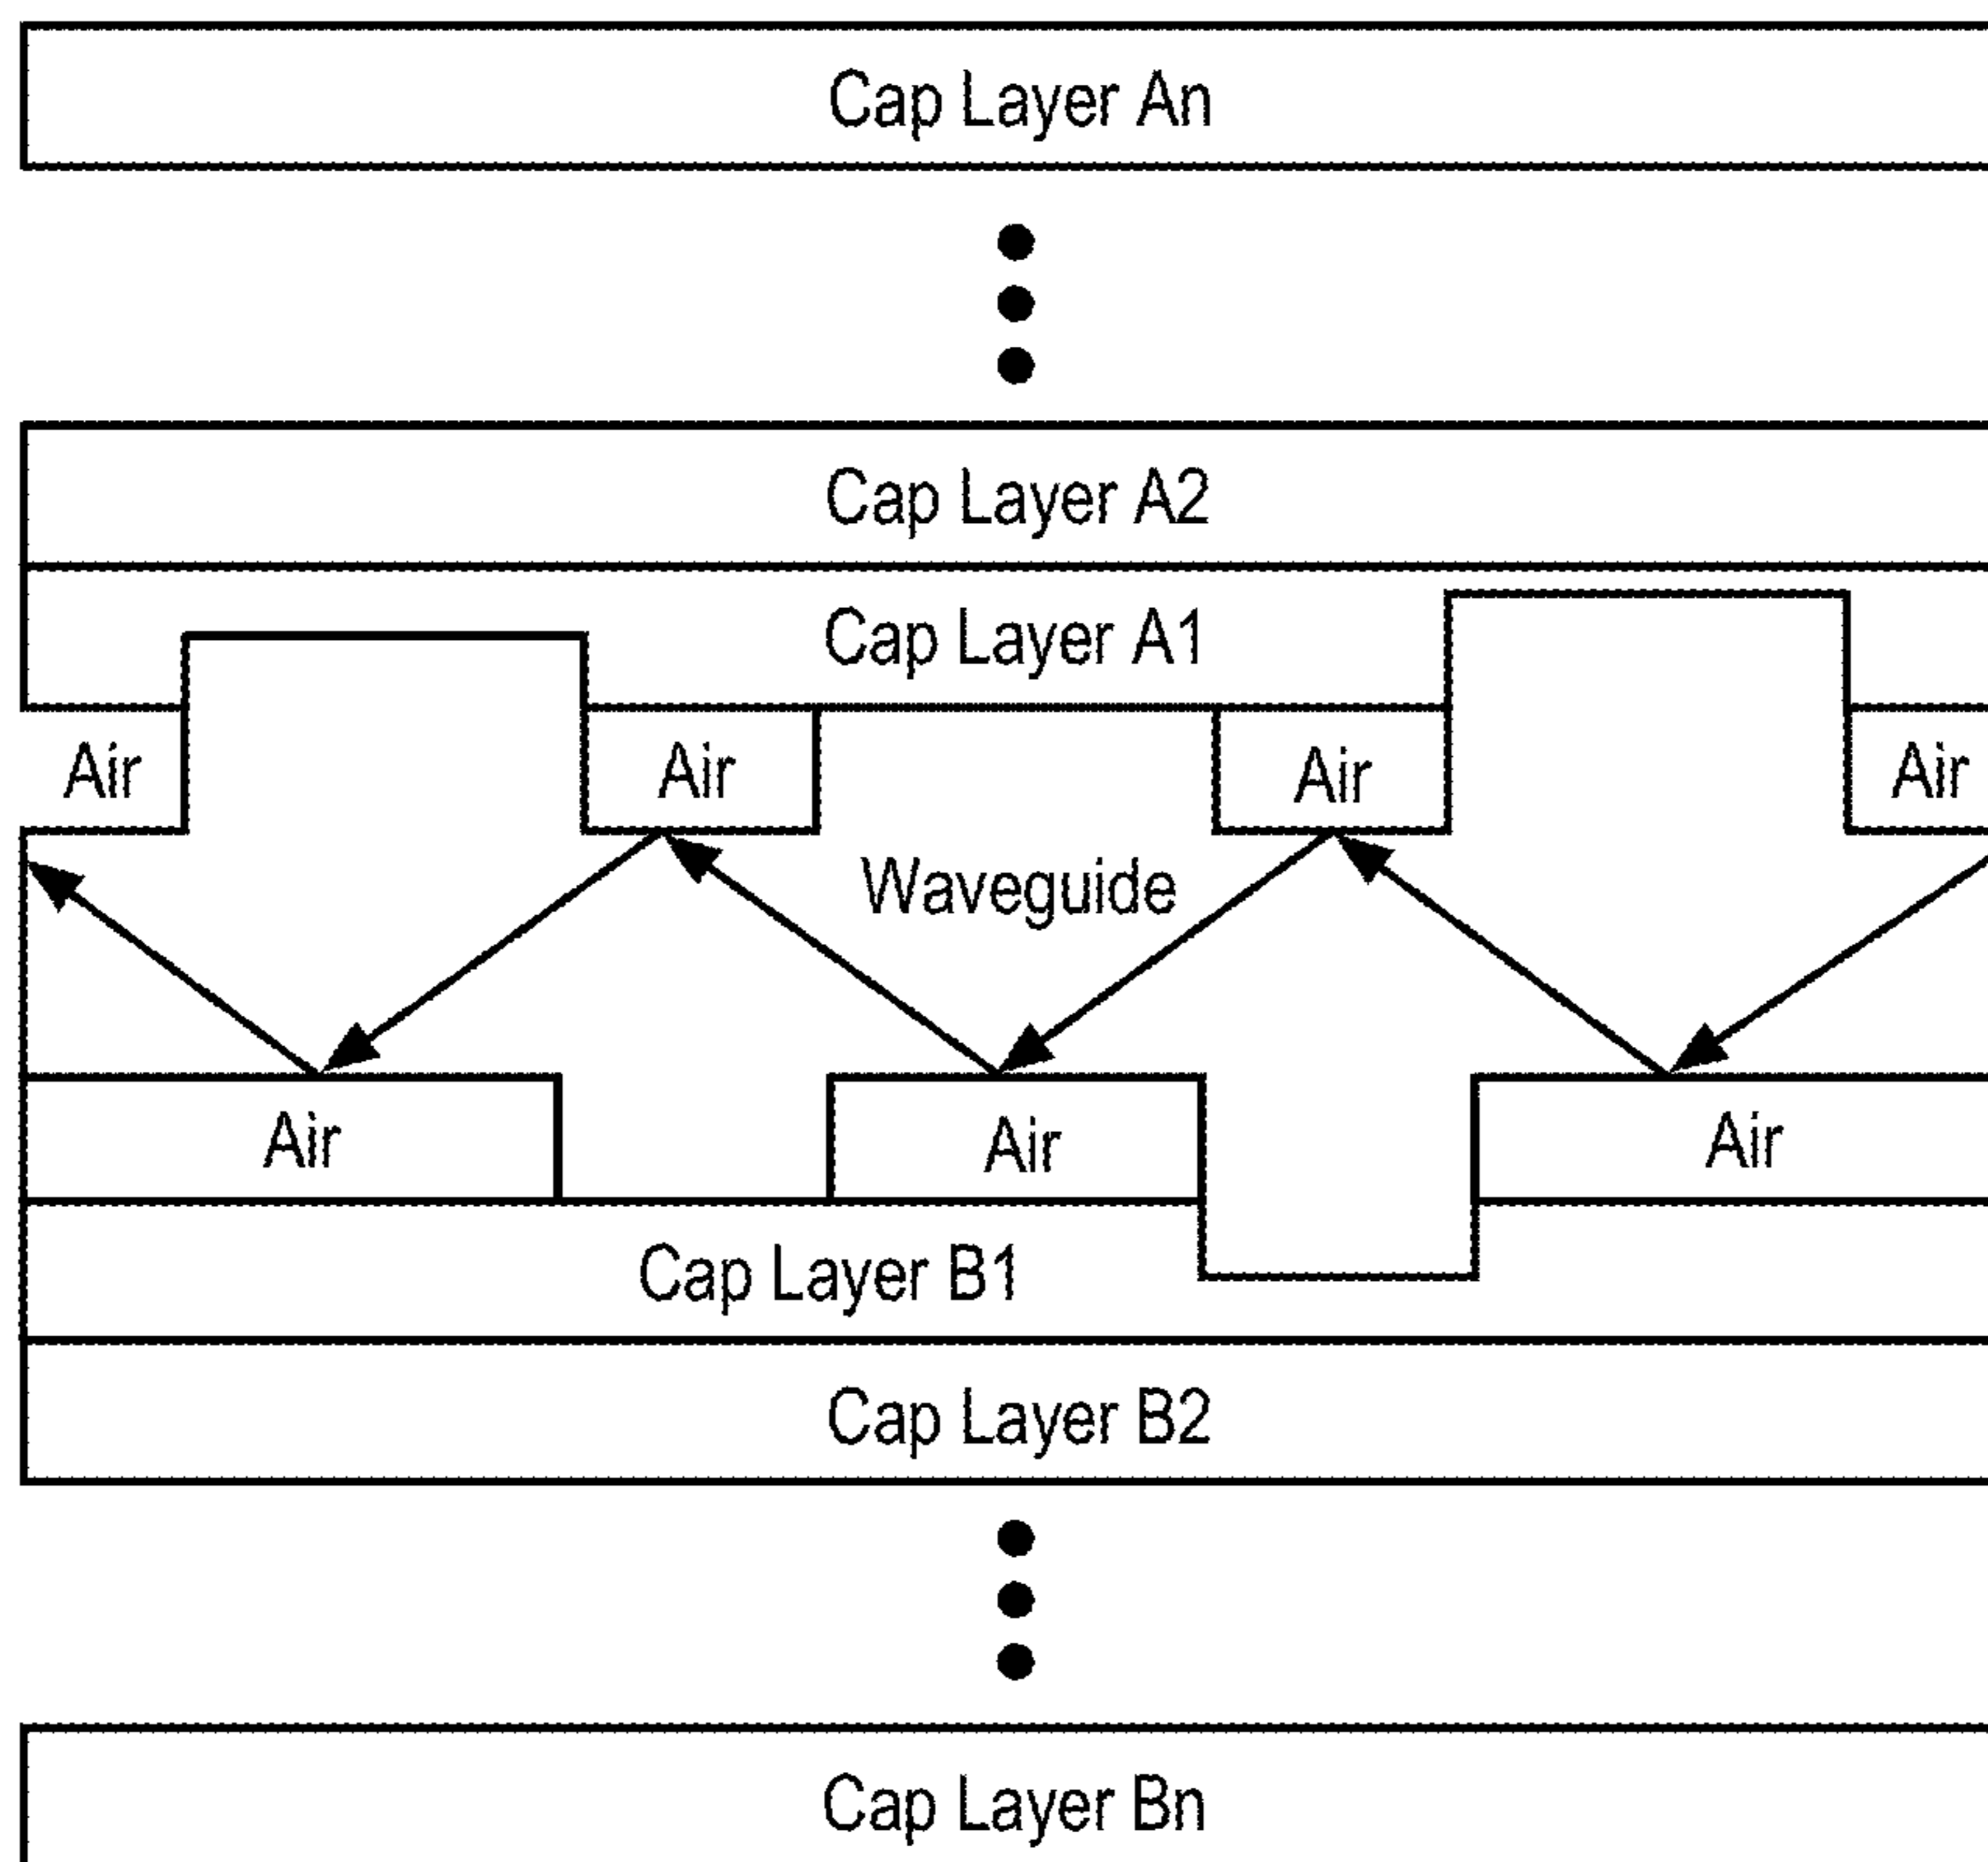 Cap Layer An
Cap Layer A2
Cap Layer A1
Air
Air
Air
Air
Waveguide
Air
Air
Air
Cap Layer B1
Cap Layer B2
Cap Layer Bn